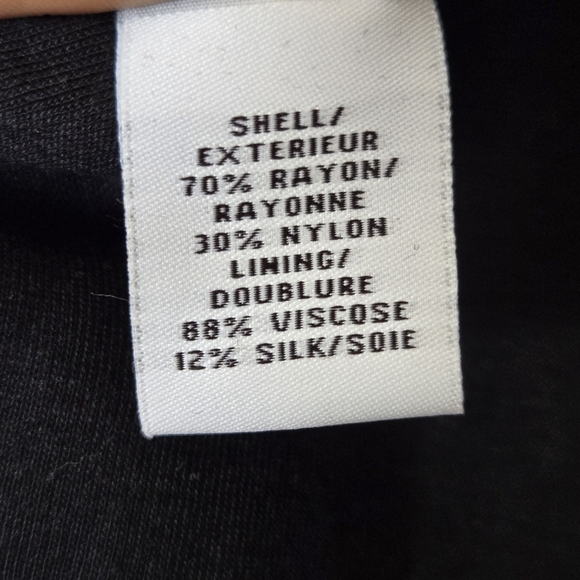 SHELL/
EXTERIEUR
70% RAYON/
RAYONNE
30% NYLON
LINING/
DOUBLURE
88% VISCOSE
12% SILK/SOIE